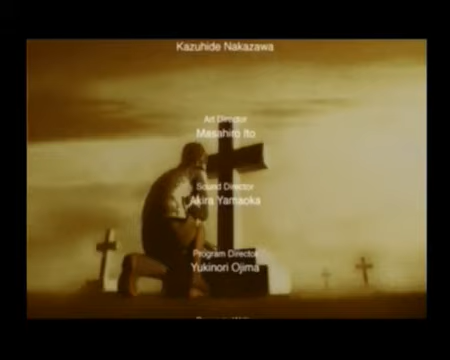 Kazuhide Nakazawa
Art Director
Masahiro Ito
Sound Director
Akira Yamaoka
Program Director
Yukinori Ojima